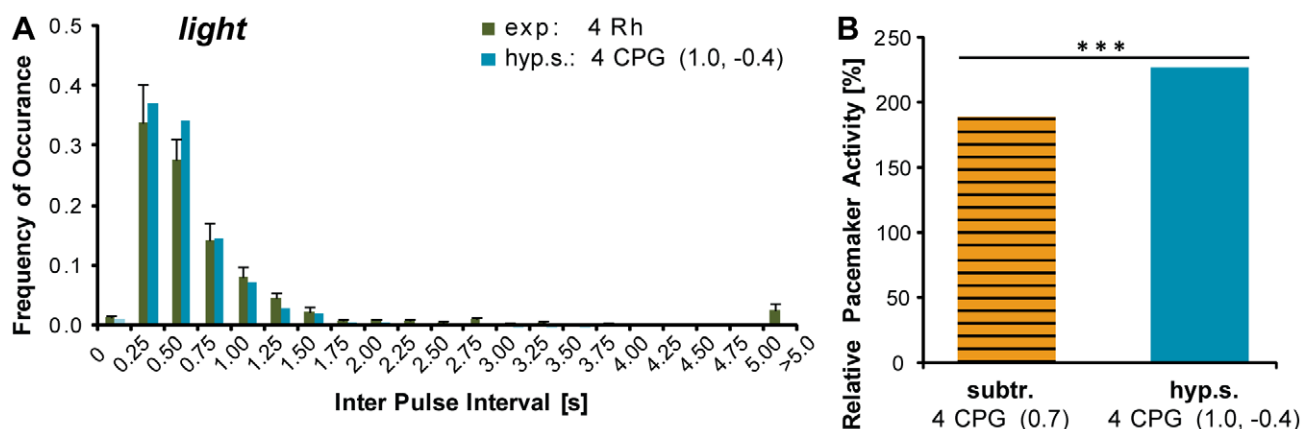 A
light
exp: 4 Rh
hyp.s.: 4 CPG (1.0, -0.4)
Frequency of Occurance
0.5
0.4
0.3
0.2
0.1
0.0
0
0.25
0.50
0.75
1.00
1.25
1.50
1.75
2.00
2.25
2.50
2.75
3.00
3.25
3.50
3.75
4.00
4.25
4.50
4.75
5.00
>5.0
Inter Pulse Interval [s]
B
Relative Pacemaker Activity [%]
250
200
150
100
50
0
***
subtr.
4 CPG (0.7)
hyp.s.
4 CPG (1.0, -0.4)